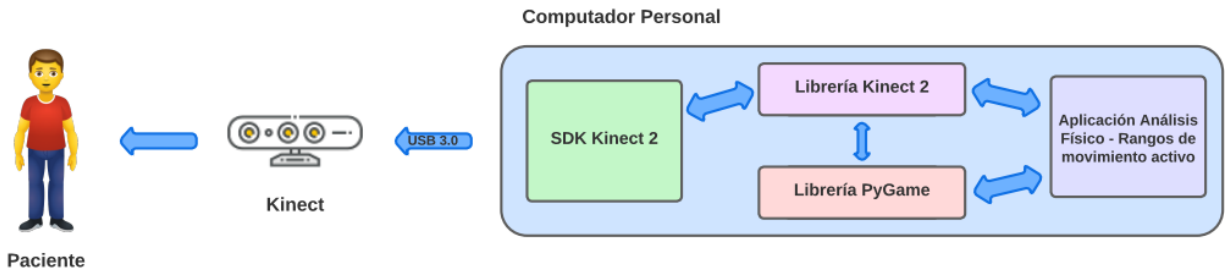 Computador Personal
Paciente
Kinect
USB 3.0
SDK Kinect 2
Librería Kinect 2
Librería PyGame
Aplicación Análisis
Físico - Rangos de
movimiento activo